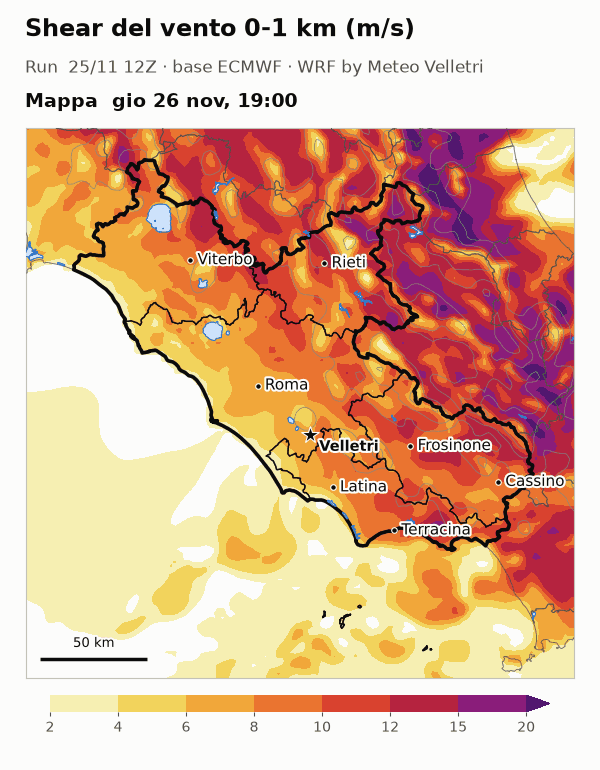 Shear del vento 0-1 km (m/s)
Run 25/11 12Z · base ECMWF · WRF by Meteo Velletri
Mappa gio 26 nov, 19:00
Viterbo
Rieti
Roma
Velletri
Frosinone
Latina
Cassino
Terracina
50 km
2 4 6 8 10 12 15 20